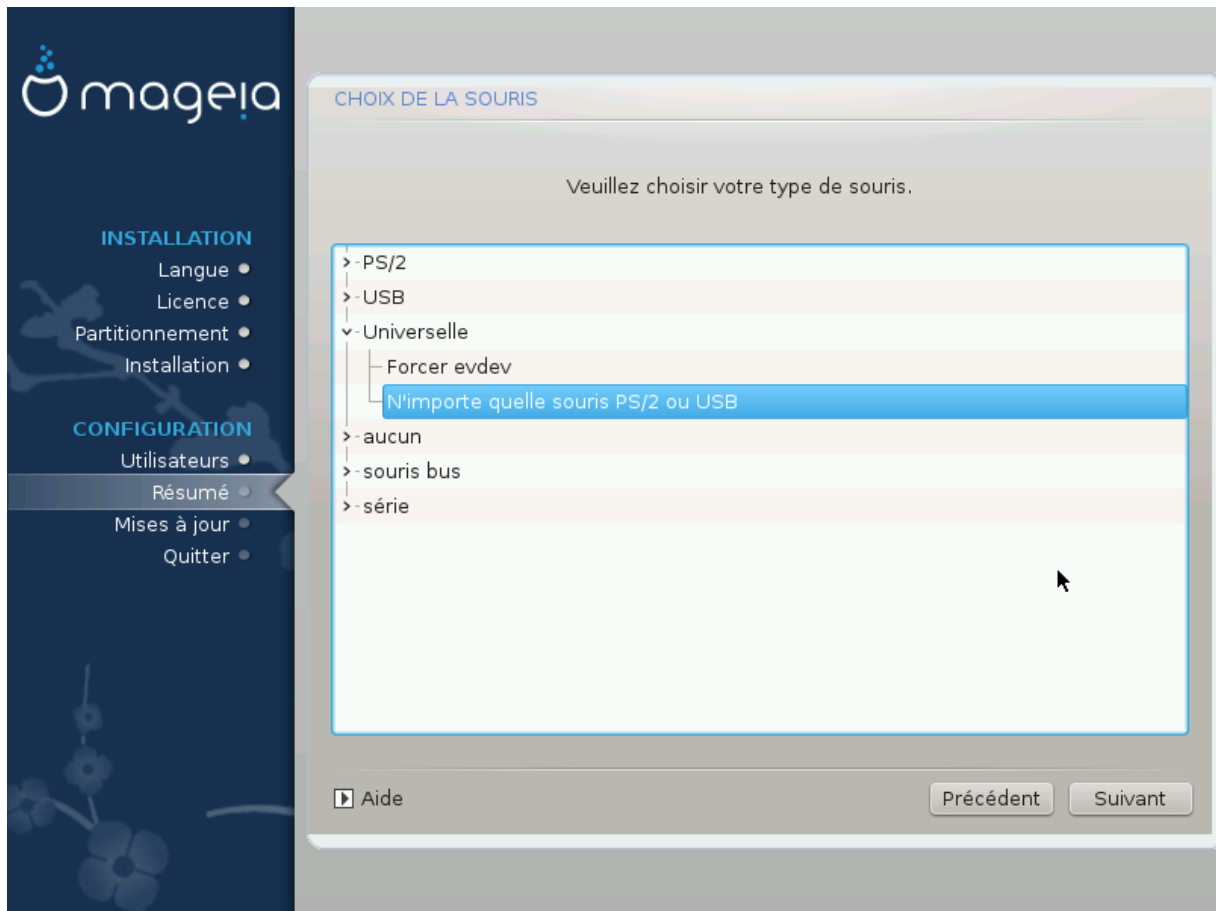 mageia
INSTALLATION
Langue
Licence
Partitionnement
Installation
CONFIGURATION
Utilisateurs
Résumé
Mises à jour
Quitter
CHOIX DE LA SOURIS
Veuillez choisir votre type de souris.
PS/2
USB
Universelle
Forcer evdev
N'importe quelle souris PS/2 ou USB
aucun
souris bus
série
Aide
Précédent
Suivant